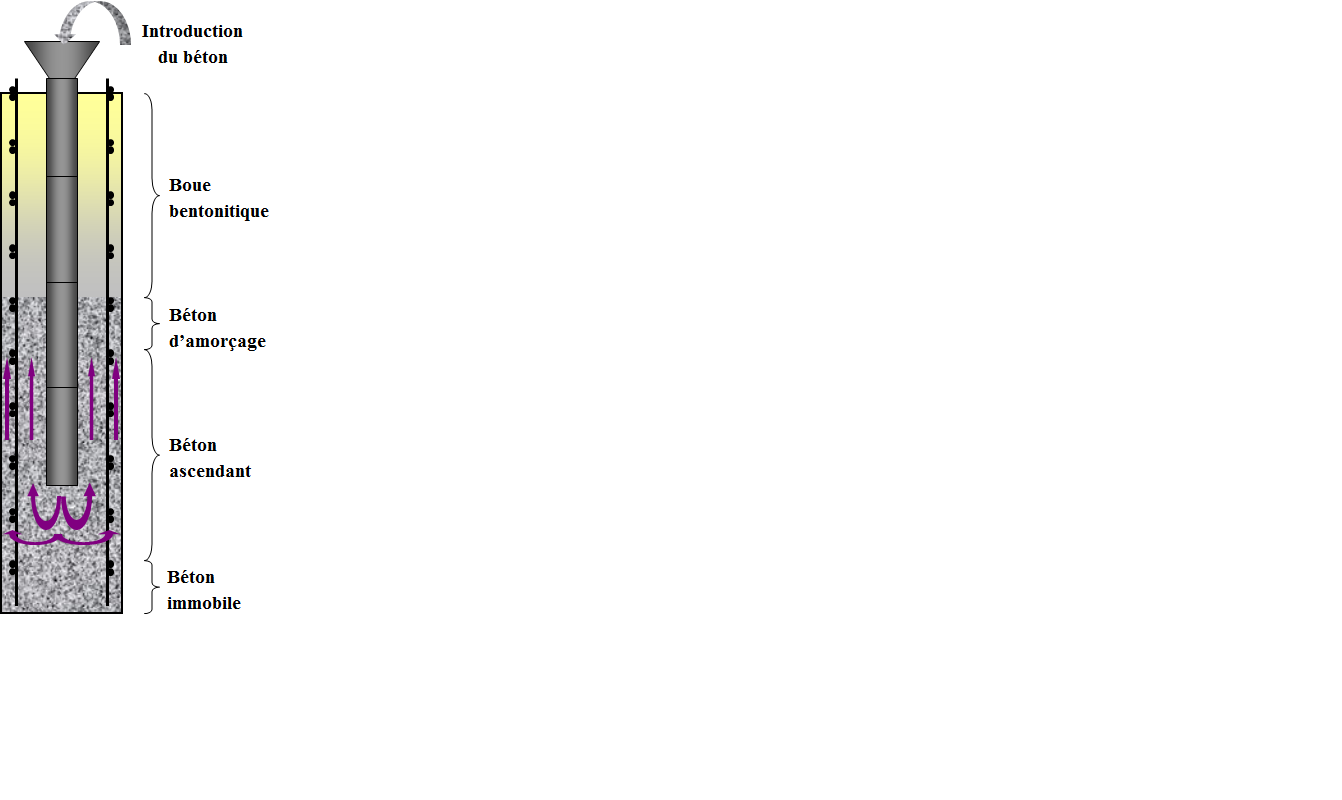 Introduction
du béton
Boue
bentonitique
Béton
d’amorçage
Béton
ascendant
Béton
immobile